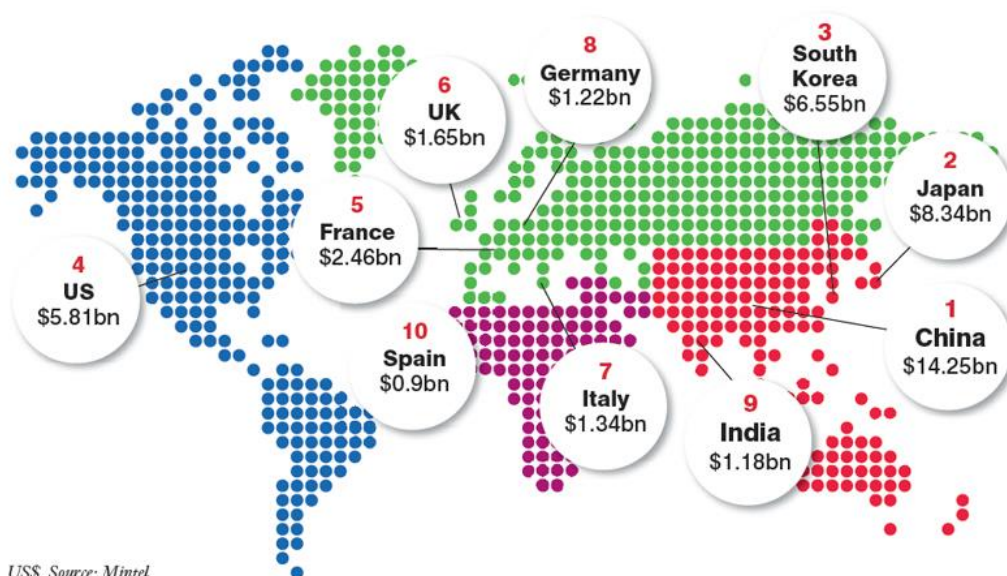 3
South
Korea
$6.55bn
8
Germany
$1.22bn
6
UK
$1.65bn
2
Japan
$8.34bn
5
France
$2.46bn
4
US
$5.81bn
1
China
$14.25bn
10
Spain
$0.9bn
7
Italy
$1.34bn
9
India
$1.18bn
US$ Source: Mintel